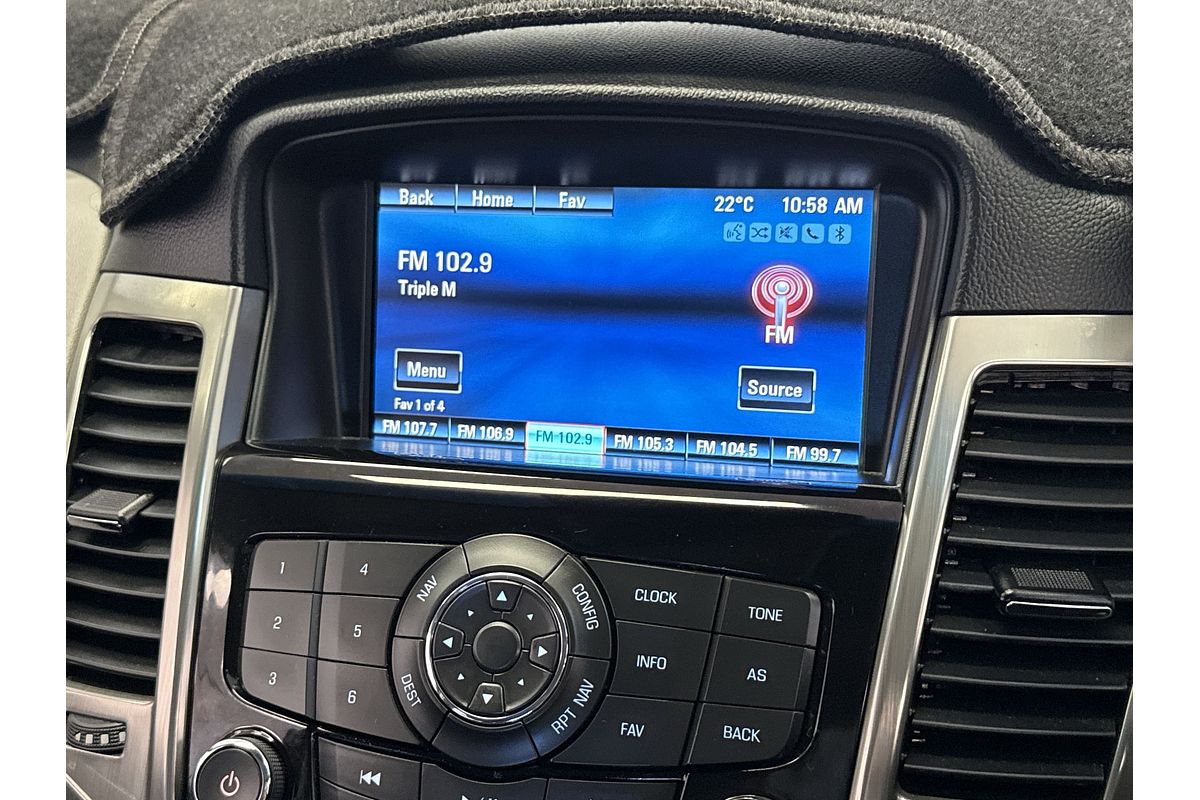 Back Home Fav 22°C 10:58 AM
FM 102.9
Triple M
FM
Menu
Source
Fav 1 of 4
FM 107.7 FM 106.9 FM 102.9 FM 105.3 FM 104.5 FM 99.7
1 4 NAV CONFIG CLOCK TONE
2 5 INFO AS
3 6 DEST RPT NAV FAV BACK